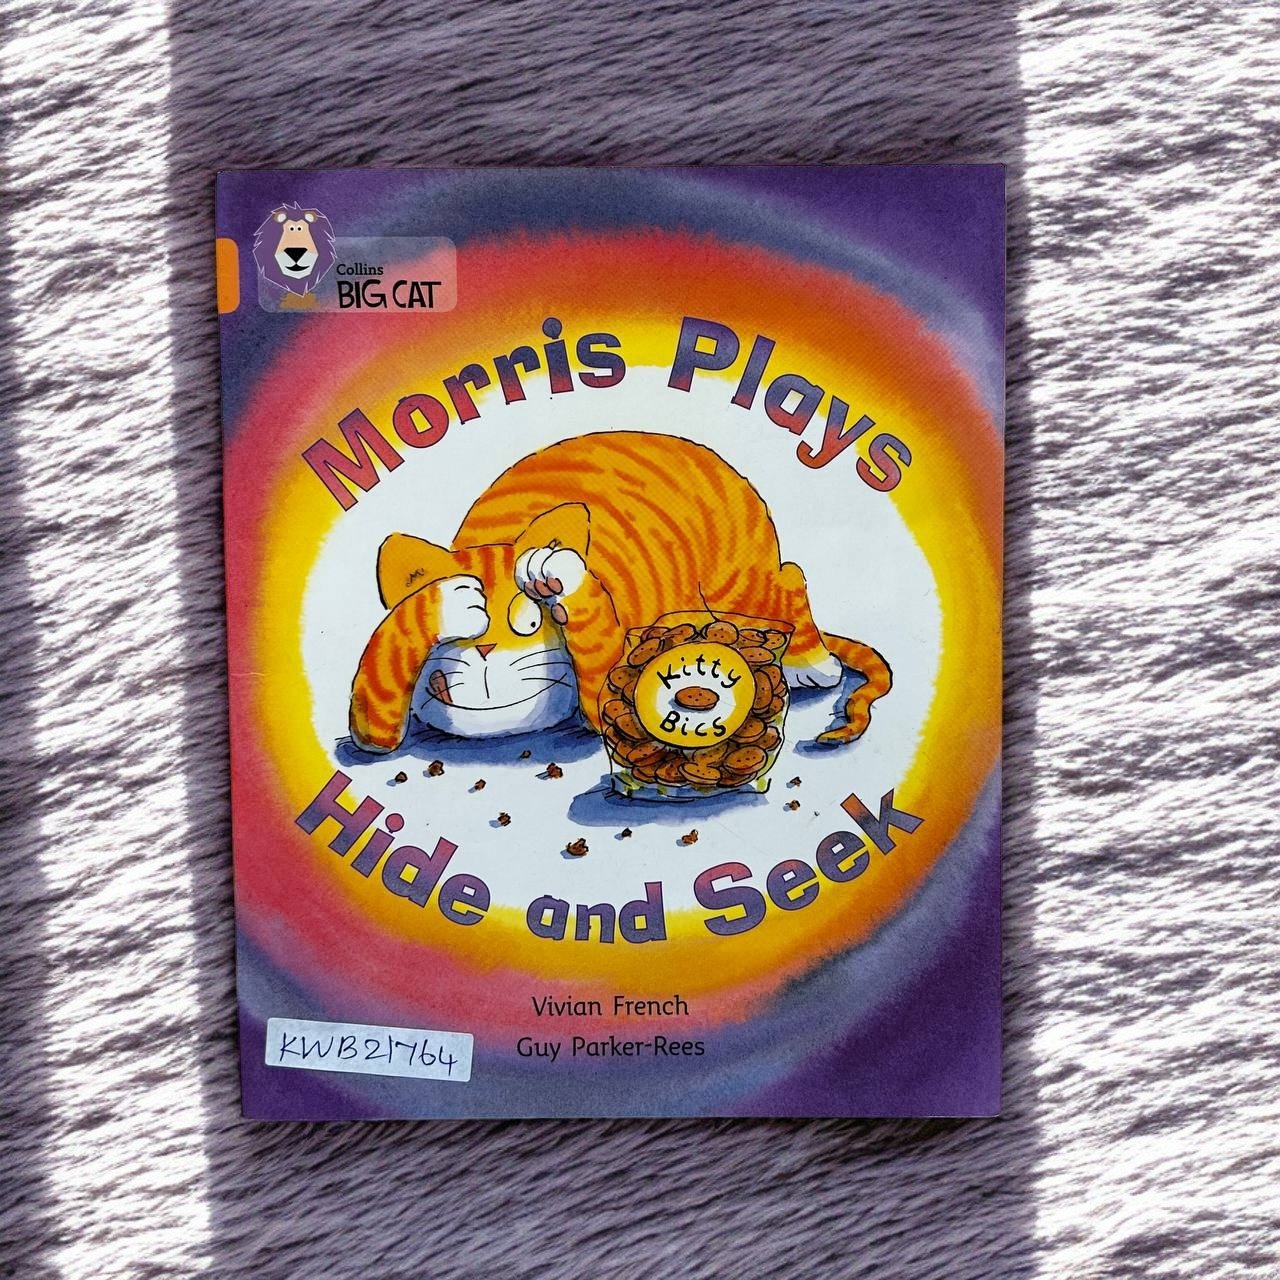 Collins
BIG CAT
Morris Plays
Kitty
Bics
Hide and Seek
Vivian French
Guy Parker-Rees
KWB21764